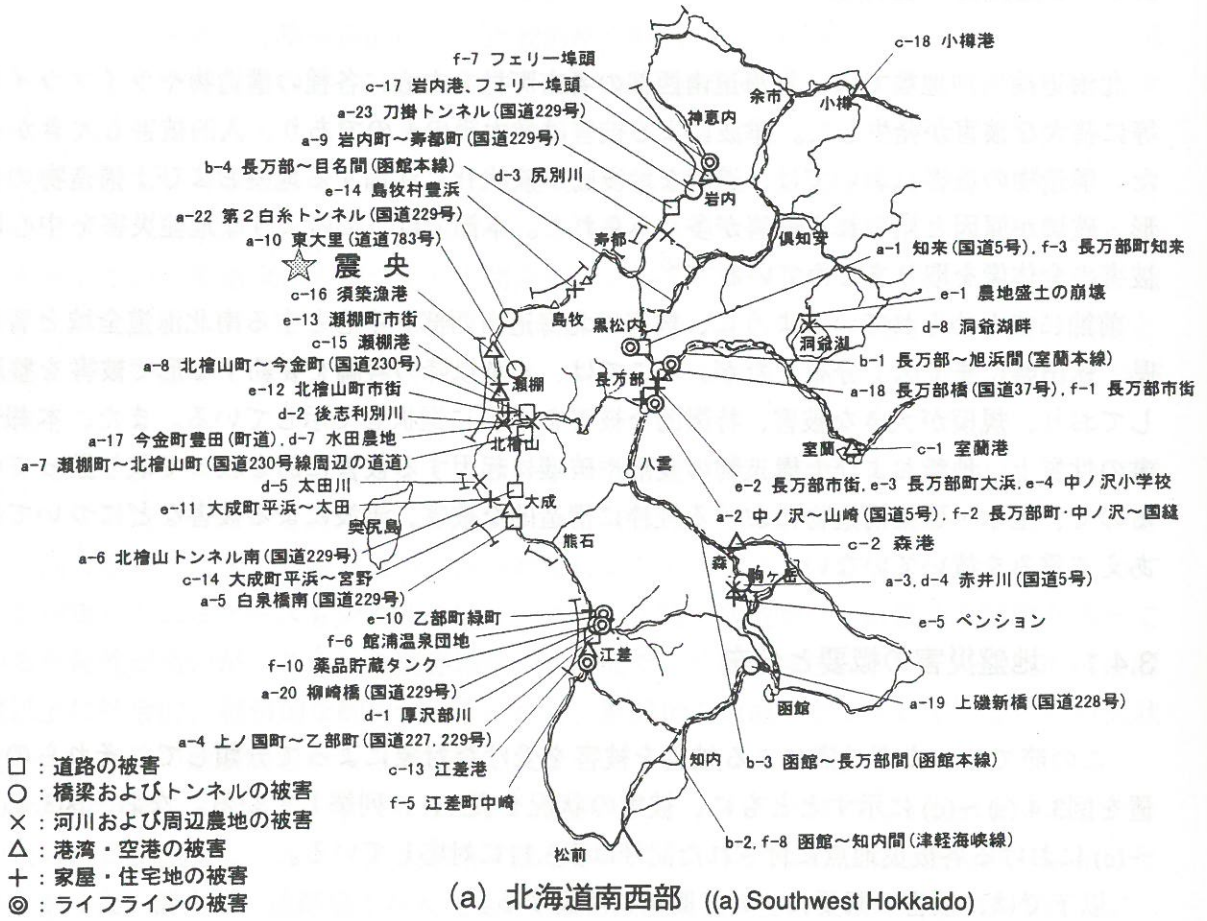 f-7 フェリー埠頭
c-17 岩内港、フェリー埠頭
a-23 刀掛トンネル(国道229号)
a-9 岩内町～寿都町(国道229号)
b-4 長万部～目名間(函館本線)
d-3 尻別川
e-14 島牧村豊浜
a-22 第2白糸トンネル(国道229号)
a-10 東大里(道道783号)
震央
c-16 須築漁港
e-13 瀬棚町市街
c-15 瀬棚港
a-8 北檜山町～今金町(国道230号)
e-12 北檜山町市街
d-2 後志利別川
a-17 今金町豊田(町道), d-7 水田農地
a-7 瀬棚町～北檜山町(国道230号線周辺の道道)
d-5 太田川
e-11 大成町平浜～太田
奥尻島
a-6 北檜山トンネル南(国道229号)
c-14 大成町平浜～宮野
a-5 白泉橋南(国道229号)
e-10 乙部町緑町
f-6 館浦温泉団地
f-10 薬品貯蔵タンク
a-20 柳崎橋(国道229号)
d-1 厚沢部川
a-4 上ノ国町～乙部町(国道227, 229号)
c-13 江差港
f-5 江差町中崎
c-18 小樽港
余市
小樽
神恵内
岩内
倶知安
寿都
島牧
黒松内
洞爺湖
長万部
瀬棚
北檜山
室蘭
八雲
大成
熊石
森
駒ヶ岳
江差
函館
知内
松前
a-1 知来(国道5号), f-3 長万部町知来
e-1 農地盛土の崩壊
d-8 洞爺湖畔
b-1 長万部～旭浜間(室蘭本線)
a-18 長万部橋(国道37号), f-1 長万部市街
c-1 室蘭港
e-2 長万部市街, e-3 長万部町大浜, e-4 中ノ沢小学校
a-2 中ノ沢～山崎(国道5号), f-2 長万部町・中ノ沢～国縫
c-2 森港
a-3, d-4 赤井川(国道5号)
e-5 ペンション
a-19 上磯新橋(国道228号)
b-3 函館～長万部間(函館本線)
b-2, f-8 函館～知内間(津軽海峡線)
□ : 道路の被害
○ : 橋梁およびトンネルの被害
× : 河川および周辺農地の被害
△ : 港湾・空港の被害
＋ : 家屋・住宅地の被害
◎ : ライフラインの被害
(a) 北海道南西部 ((a) Southwest Hokkaido)